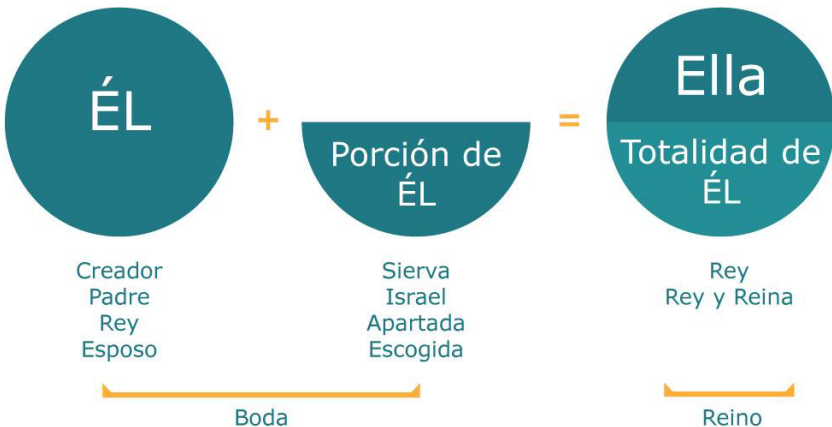 ÉL
+
Porción de
ÉL
=
Ella
Totalidad de
ÉL
Creador
Padre
Rey
Esposo
Sierva
Israel
Apartada
Escogida
Rey
Rey y Reina
Boda
Reino